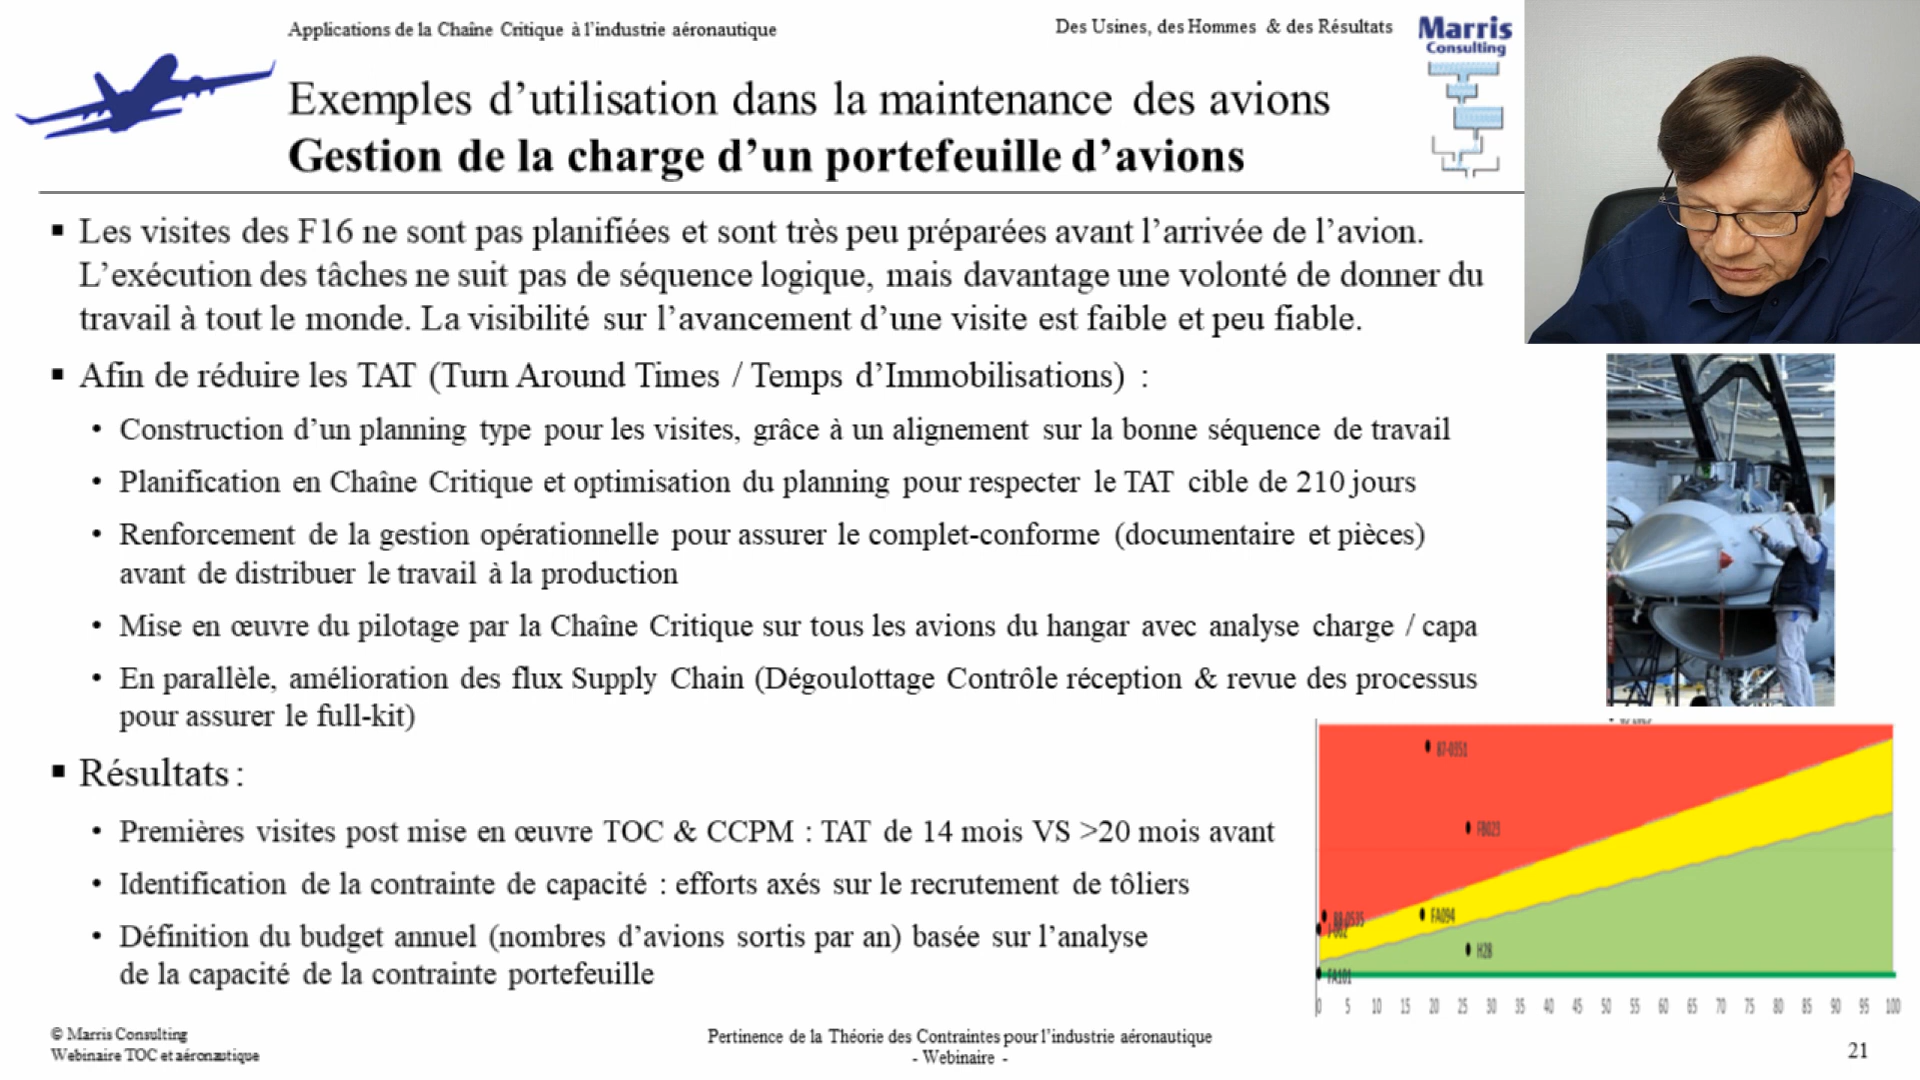 Applications de la Chaîne Critique à l'industrie aéronautique
Des Usines, des Hommes & des Résultats
Marris
Consulting
Exemples d'utilisation dans la maintenance des avions
Gestion de la charge d'un portefeuille d'avions
▪ Les visites des F16 ne sont pas planifiées et sont très peu préparées avant l'arrivée de l'avion.
L'exécution des tâches ne suit pas de séquence logique, mais davantage une volonté de donner du
travail à tout le monde. La visibilité sur l'avancement d'une visite est faible et peu fiable.
▪ Afin de réduire les TAT (Turn Around Times / Temps d'Immobilisations) :
• Construction d'un planning type pour les visites, grâce à un alignement sur la bonne séquence de travail
• Planification en Chaîne Critique et optimisation du planning pour respecter le TAT cible de 210 jours
• Renforcement de la gestion opérationnelle pour assurer le complet-conforme (documentaire et pièces)
avant de distribuer le travail à la production
• Mise en œuvre du pilotage par la Chaîne Critique sur tous les avions du hangar avec analyse charge / capa
• En parallèle, amélioration des flux Supply Chain (Dégoulottage Contrôle réception & revue des processus
pour assurer le full-kit)
▪ Résultats :
• Premières visites post mise en œuvre TOC & CCPM : TAT de 14 mois VS >20 mois avant
• Identification de la contrainte de capacité : efforts axés sur le recrutement de tôliers
• Définition du budget annuel (nombres d'avions sortis par an) basée sur l'analyse
de la capacité de la contrainte portefeuille
87-0351
FB023
88-0535
FA094
H28
FA101
0 5 10 15 20 25 30 35 40 45 50 55 60 65 70 75 80 85 90 95 100
© Marris Consulting
Webinaire TOC et aéronautique
Pertinence de la Théorie des Contraintes pour l'industrie aéronautique
- Webinaire -
21